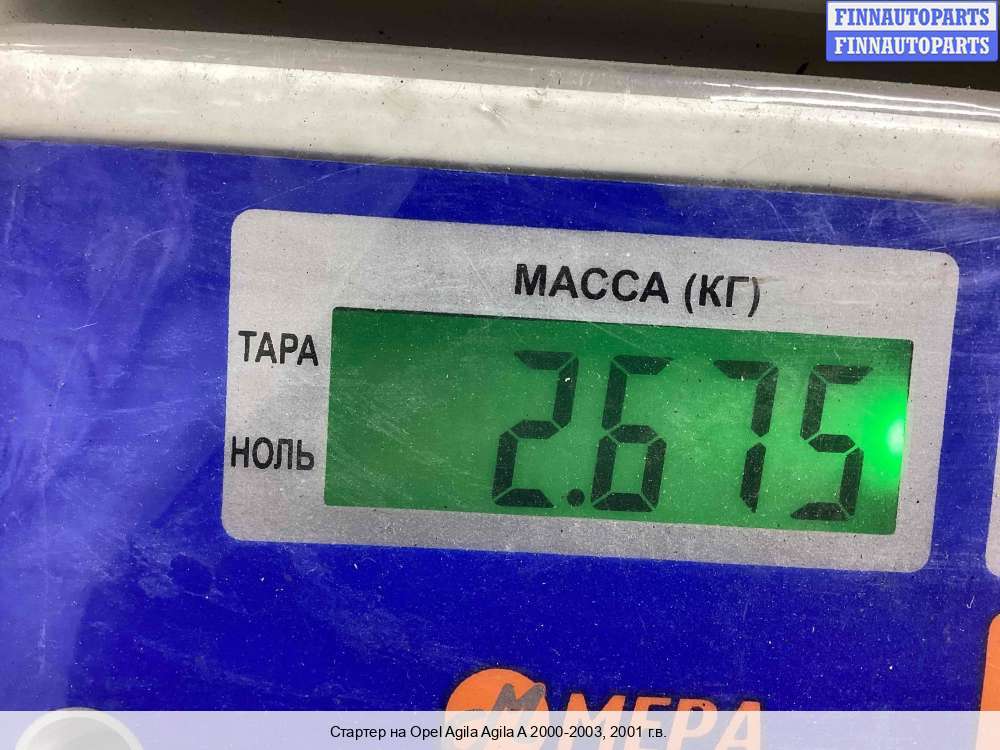 FINNAUTOPARTS
FINNAUTOPARTS
МАССА (КГ)
ТАРА
2.675
НОЛЬ
МЕРА
Стартер на Opel Agila Agila A 2000-2003, 2001 г.в.